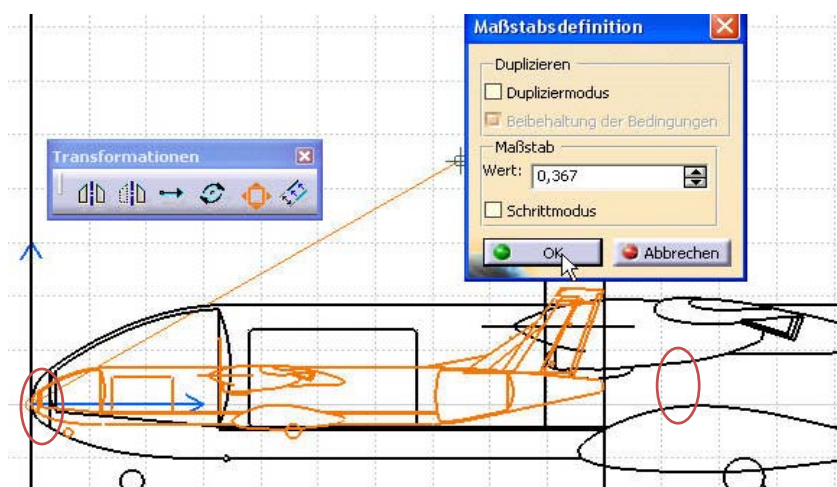 Maßstabsdefinition
Duplizieren
Dupliziermodus
Beibehaltung der Bedingungen
Maßstab
Wert: 0,367
Schrittmodus
OK
Abbrechen
Transformationen